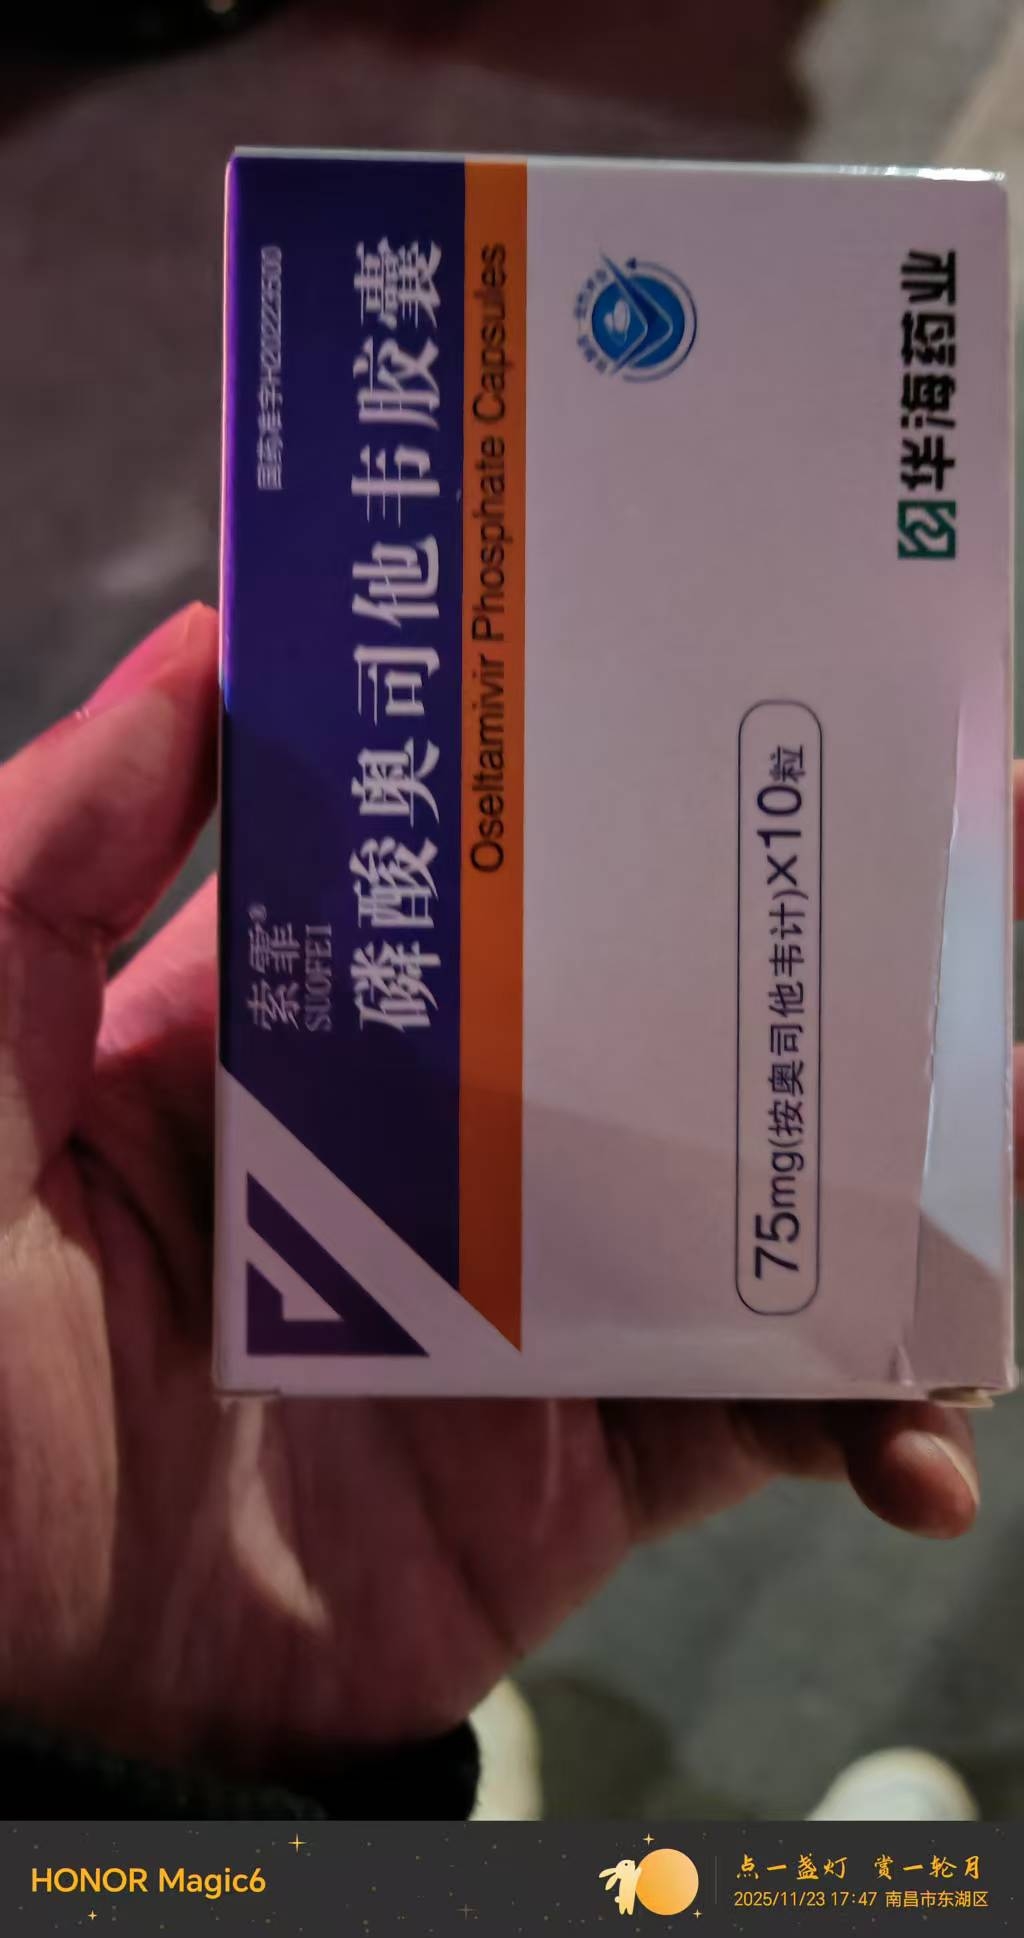 国药准字H20223508
索霏®
SUOFEI
磷酸奥司他韦胶囊
Oseltamivir Phosphate Capsules
75mg(按奥司他韦计)×10粒
华海药业
HONOR Magic6
点一盏灯 赏一轮月
2025/11/23 17:47 南昌市东湖区